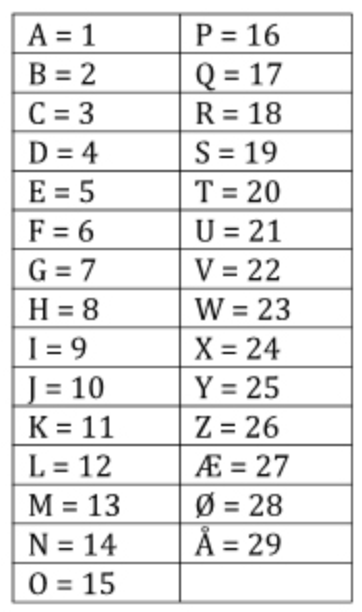 A = 1 P = 16
B = 2 Q = 17
C = 3 R = 18
D = 4 S = 19
E = 5 T = 20
F = 6 U = 21
G = 7 V = 22
H = 8 W = 23
I = 9 X = 24
J = 10 Y = 25
K = 11 Z = 26
L = 12 Æ = 27
M = 13 Ø = 28
N = 14 Å = 29
O = 15